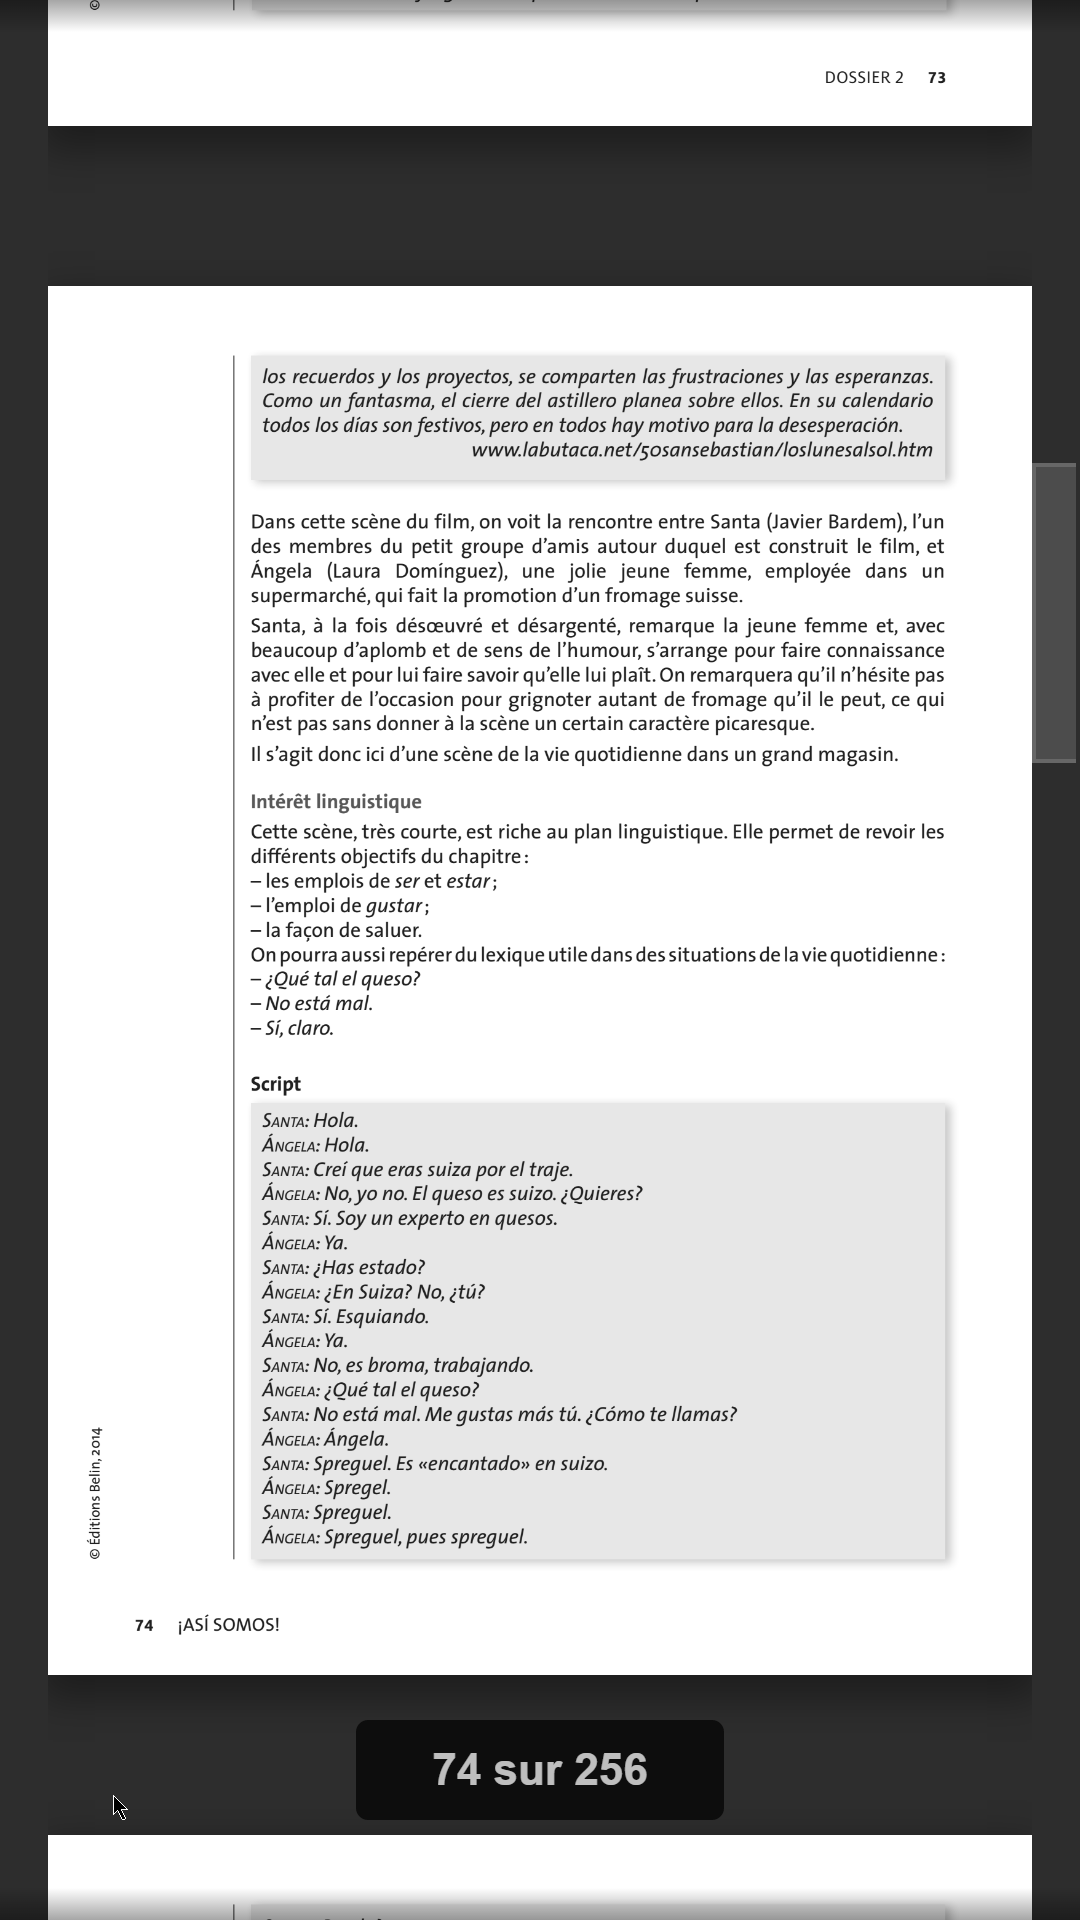 ©
DOSSIER 2 73
los recuerdos y los proyectos, se comparten las frustraciones y las esperanzas.
Como un fantasma, el cierre del astillero planea sobre ellos. En su calendario
todos los días son festivos, pero en todos hay motivo para la desesperación.
www.labutaca.net/50sansebastian/loslunesalsol.htm
Dans cette scène du film, on voit la rencontre entre Santa (Javier Bardem), l’un
des membres du petit groupe d’amis autour duquel est construit le film, et
Ángela (Laura Domínguez), une jolie jeune femme, employée dans un
supermarché, qui fait la promotion d’un fromage suisse.
Santa, à la fois désœuvré et désargenté, remarque la jeune femme et, avec
beaucoup d’aplomb et de sens de l’humour, s’arrange pour faire connaissance
avec elle et pour lui faire savoir qu’elle lui plaît. On remarquera qu’il n’hésite pas
à profiter de l’occasion pour grignoter autant de fromage qu’il le peut, ce qui
n’est pas sans donner à la scène un certain caractère picaresque.
Il s’agit donc ici d’une scène de la vie quotidienne dans un grand magasin.
Intérêt linguistique
Cette scène, très courte, est riche au plan linguistique. Elle permet de revoir les
différents objectifs du chapitre :
– les emplois de ser et estar ;
– l’emploi de gustar ;
– la façon de saluer.
On pourra aussi repérer du lexique utile dans des situations de la vie quotidienne :
– ¿Qué tal el queso?
– No está mal.
– Sí, claro.
Script
SANTA: Hola.
ÁNGELA: Hola.
SANTA: Creí que eras suiza por el traje.
ÁNGELA: No, yo no. El queso es suizo. ¿Quieres?
SANTA: Sí. Soy un experto en quesos.
ÁNGELA: Ya.
SANTA: ¿Has estado?
ÁNGELA: ¿En Suiza? No, ¿tú?
SANTA: Sí. Esquiando.
ÁNGELA: Ya.
SANTA: No, es broma, trabajando.
ÁNGELA: ¿Qué tal el queso?
SANTA: No está mal. Me gustas más tú. ¿Cómo te llamas?
ÁNGELA: Ángela.
SANTA: Spreguel. Es «encantado» en suizo.
ÁNGELA: Spregel.
SANTA: Spreguel.
ÁNGELA: Spreguel, pues spreguel.
© Éditions Belin, 2014
74 ¡ASÍ SOMOS!
74 sur 256